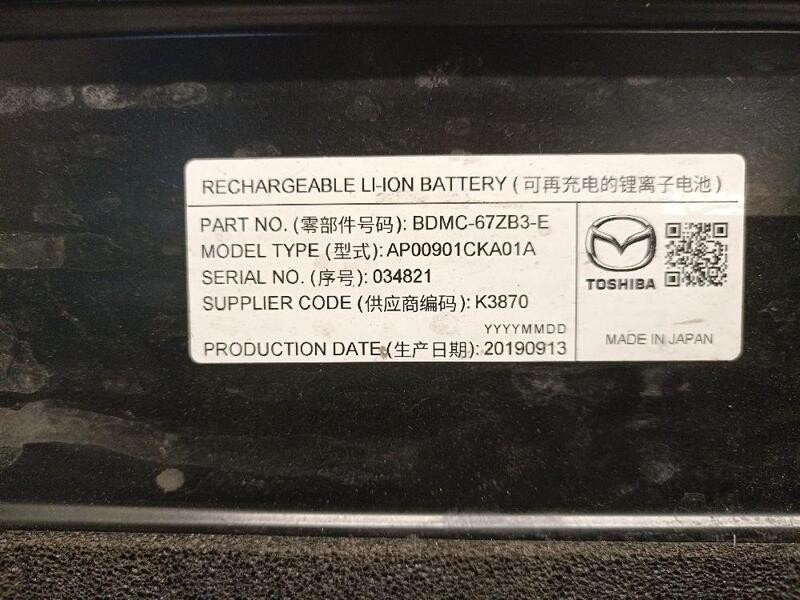 RECHARGEABLE LI-ION BATTERY (可再充电的锂离子电池)
PART NO. (零部件号码): BDMC-67ZB3-E
MODEL TYPE (型式): AP00901CKA01A
SERIAL NO. (序号): 034821
SUPPLIER CODE (供应商编码): K3870
YYYYMMDD
PRODUCTION DATE (生产日期): 20190913
TOSHIBA
MADE IN JAPAN